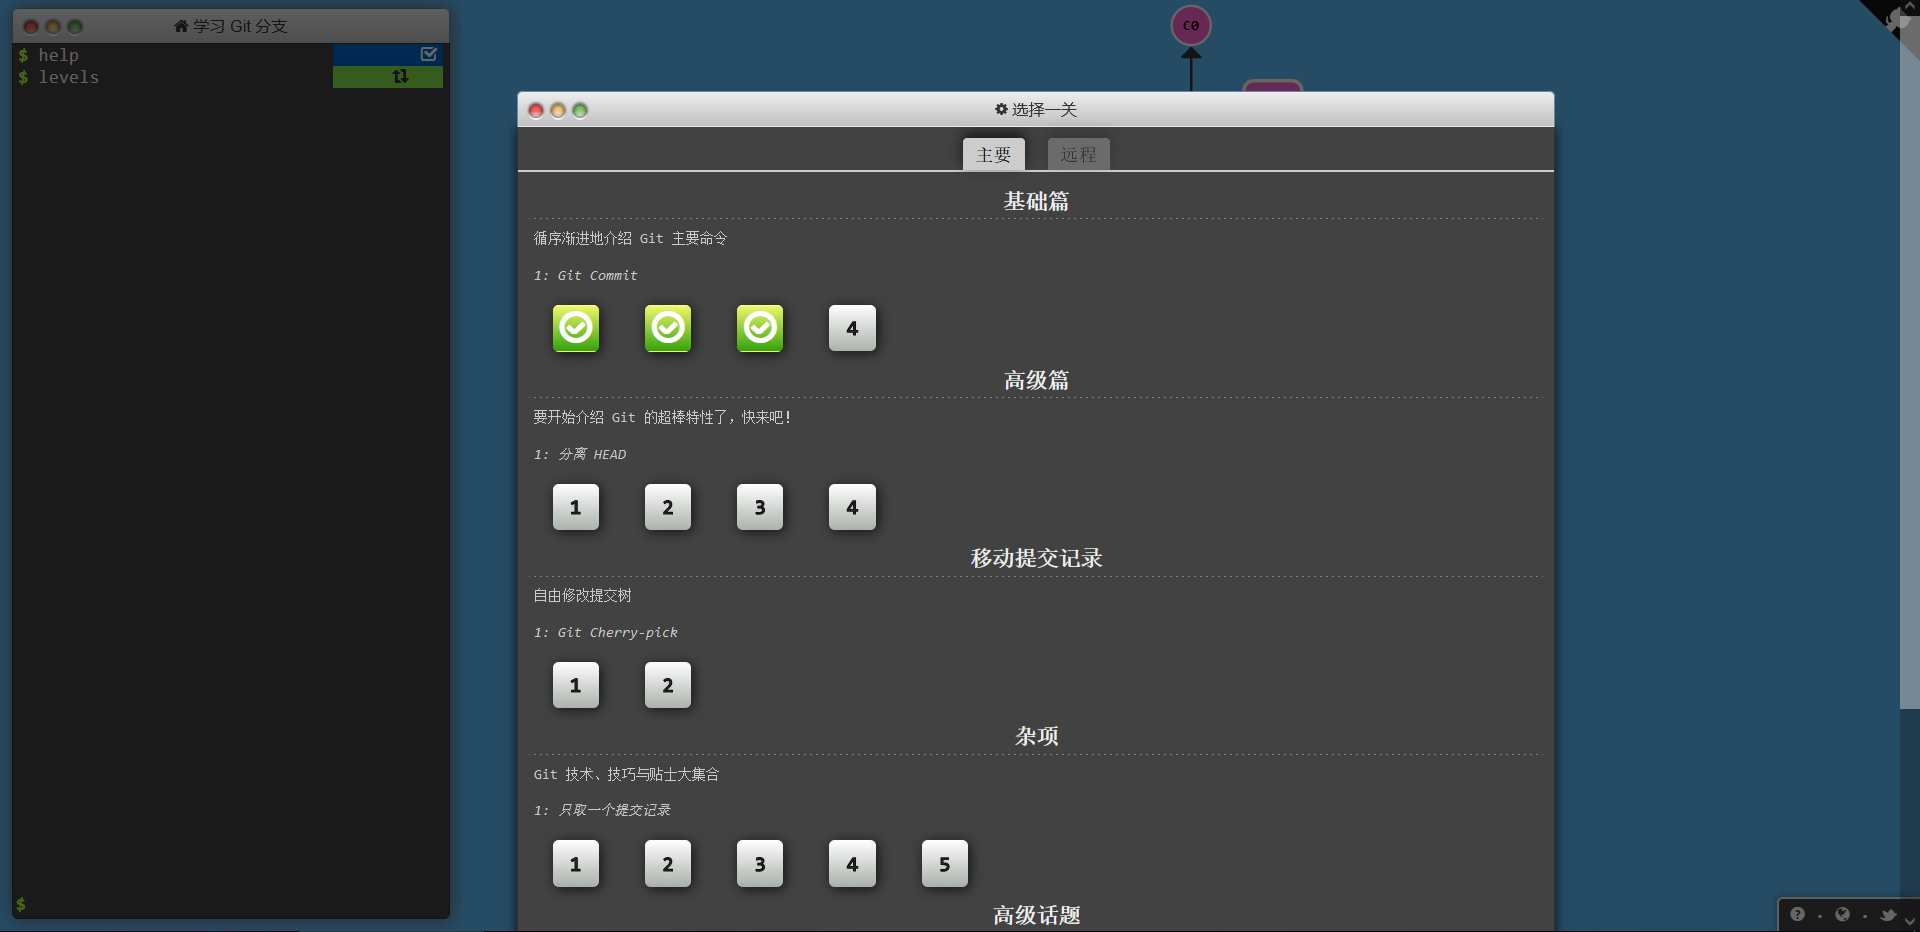 学习 Git 分支
$ help
$ levels
$
C0
选择一关
主要 远程
基础篇
循序渐进地介绍 Git 主要命令
1: Git Commit
4
高级篇
要开始介绍 Git 的超棒特性了，快来吧！
1: 分离 HEAD
1 2 3 4
移动提交记录
自由修改提交树
1: Git Cherry-pick
1 2
杂项
Git 技术、技巧与贴士大集合
1: 只取一个提交记录
1 2 3 4 5
高级话题